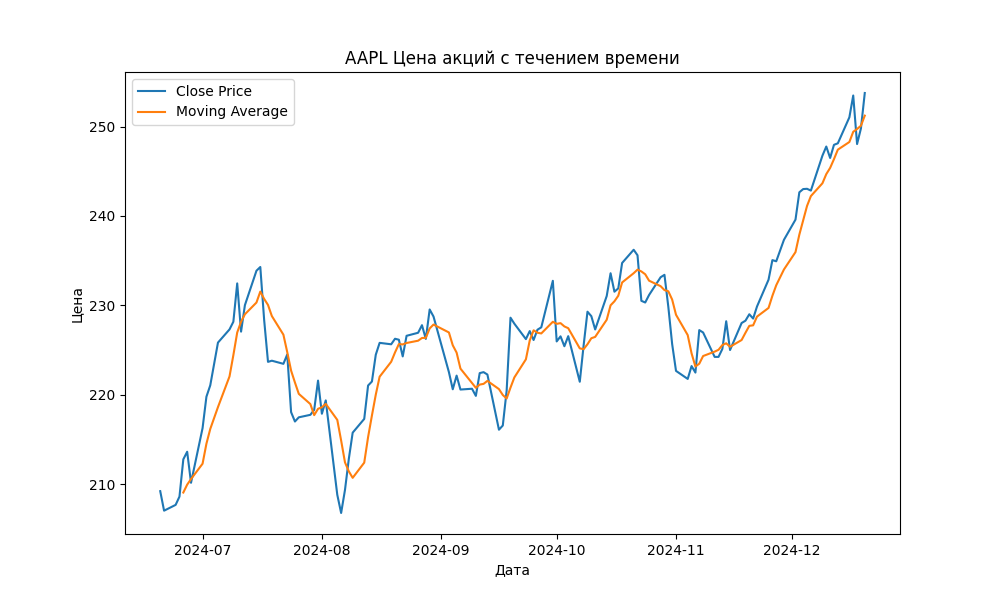 AAPL Цена акций с течением времени
Close Price
Moving Average
250
240
230
220
210
Цена
2024-07 2024-08 2024-09 2024-10 2024-11 2024-12
Дата